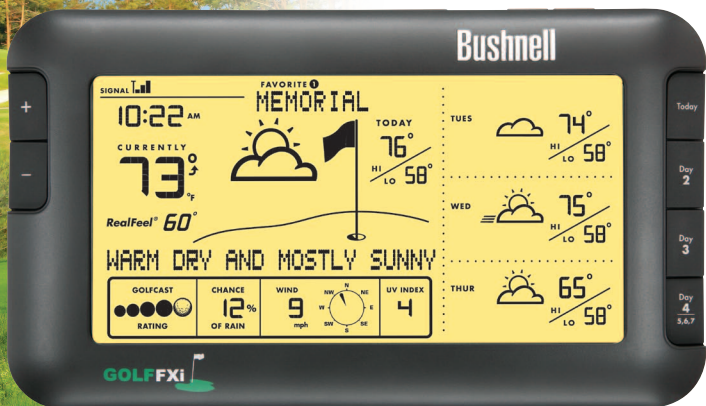 Bushnell
SIGNAL
FAVORITE 1
MEMORIAL
10:22 AM
CURRENTLY
73°
°F
RealFeel® 60°
TODAY
76°
HI
LO 58°
WARM DRY AND MOSTLY SUNNY
GOLFCAST
RATING
CHANCE
12%
OF RAIN
WIND
9
mph
N
NE
E
SE
S
SW
W
NW
UV INDEX
4
TUES
74°
HI
LO 58°
WED
75°
HI
LO 58°
THUR
65°
HI
LO 58°
+
-
Today
Day
2
Day
3
Day
4
5,6,7
GOLFFXi